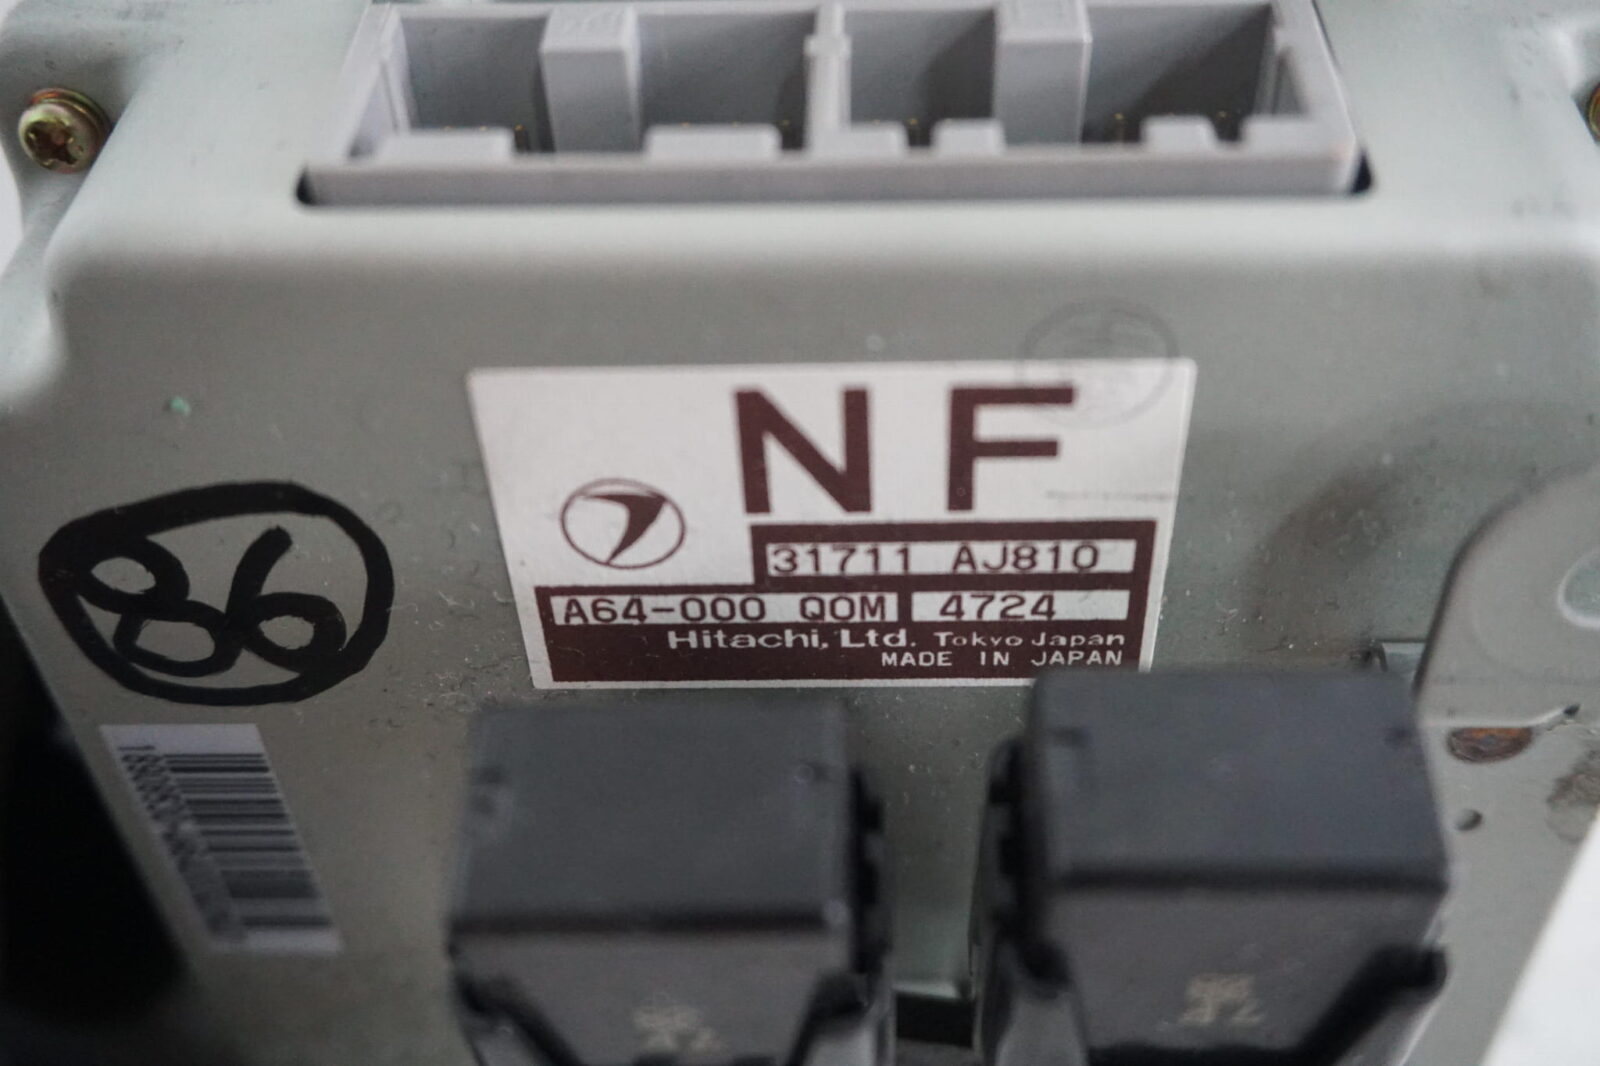 NF
31711 AJ810
A64-000 QOM 4724
Hitachi, Ltd. Tokyo Japan
MADE IN JAPAN
86